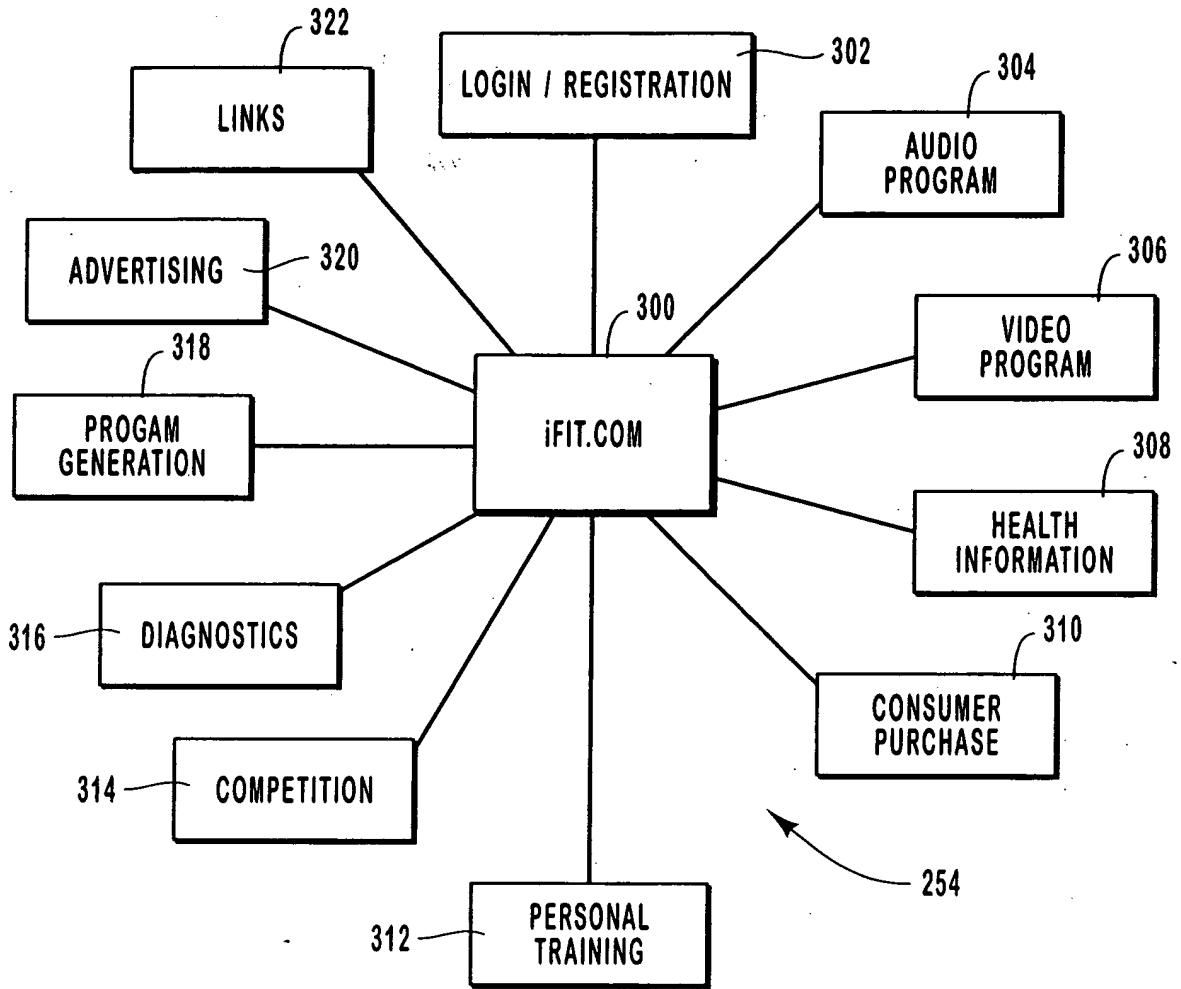 322
LINKS
302
LOGIN / REGISTRATION
304
AUDIO
PROGRAM
ADVERTISING
320
306
VIDEO
PROGRAM
300
iFIT.COM
318
PROGAM
GENERATION
308
HEALTH
INFORMATION
316
DIAGNOSTICS
310
CONSUMER
PURCHASE
314
COMPETITION
254
312
PERSONAL
TRAINING